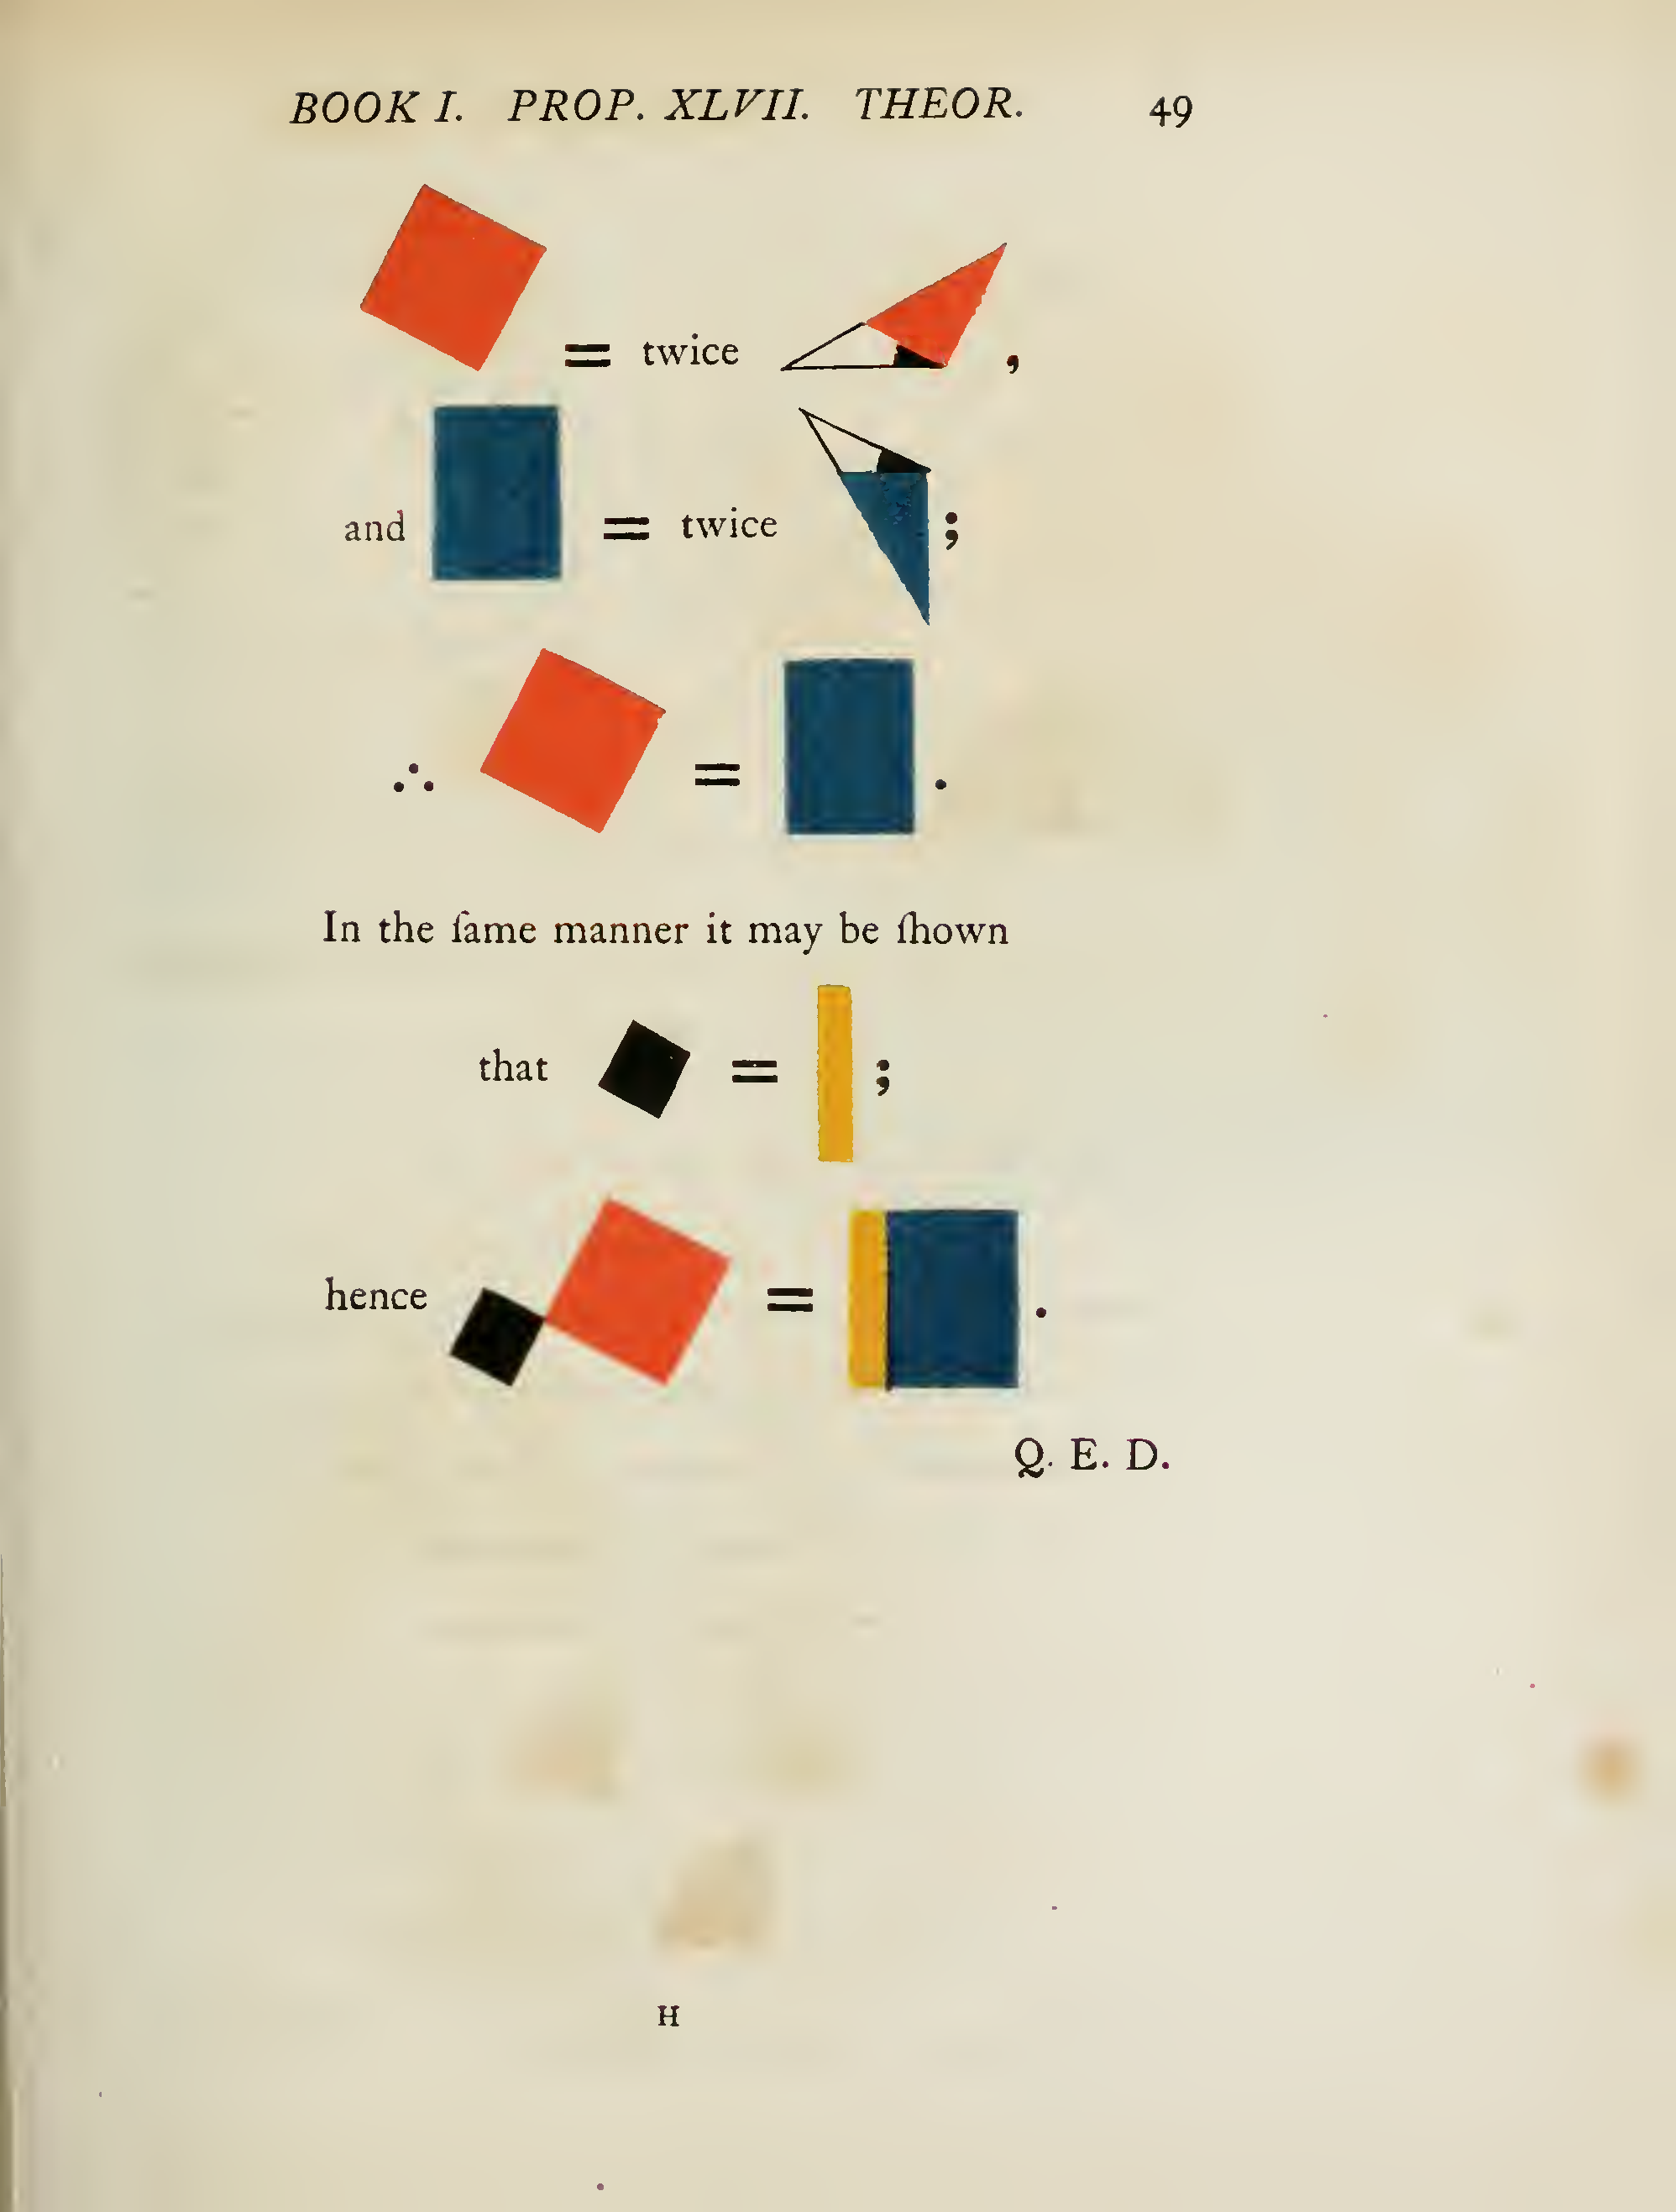 BOOK I. PROP. XLVII. THEOR. 49
= twice ,
and = twice ;
∴ = .
In the ſame manner it may be ſhown
that = ;
hence = .
Q. E. D.
H